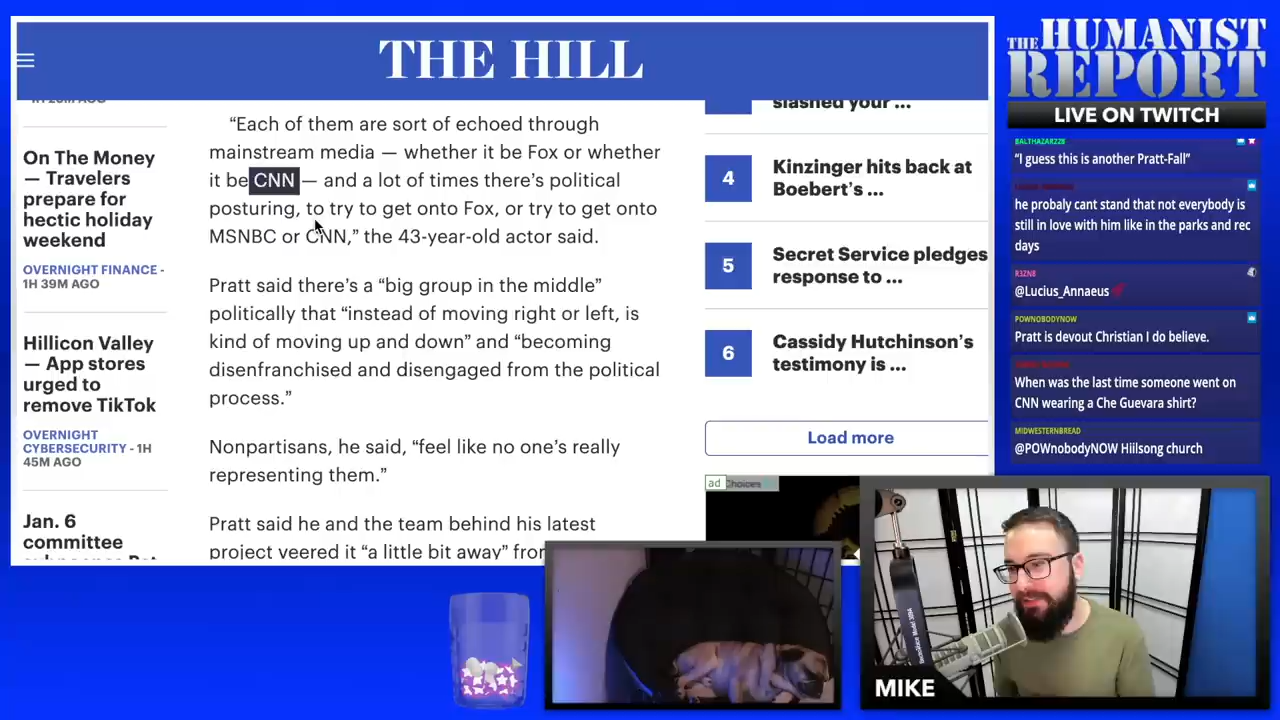 THE HILL
On The Money
— Travelers
prepare for
hectic holiday
weekend
OVERNIGHT FINANCE -
1H 39M AGO
Hillicon Valley
— App stores
urged to
remove TikTok
OVERNIGHT
CYBERSECURITY - 1H
45M AGO
Jan. 6
committee
“Each of them are sort of echoed through
mainstream media — whether it be Fox or whether
it be CNN — and a lot of times there’s political
posturing, to try to get onto Fox, or try to get onto
MSNBC or CNN,” the 43-year-old actor said.
Pratt said there’s a “big group in the middle”
politically that “instead of moving right or left, is
kind of moving up and down” and “becoming
disenfranchised and disengaged from the political
process.”
Nonpartisans, he said, “feel like no one’s really
representing them.”
Pratt said he and the team behind his latest
project veered it “a little bit away” from
slashed your ...
4
Kinzinger hits back at
Boebert’s ...
5
Secret Service pledges
response to ...
6
Cassidy Hutchinson’s
testimony is ...
Load more
ad Choices
THE HUMANIST
REPORT
LIVE ON TWITCH
BALTHAZARZZB
“I guess this is another Pratt-Fall”
he probaly cant stand that not everybody is
still in love with him like in the parks and rec
days
R3ZN8
@Lucius_Annaeus
POWNOBODYNOW
Pratt is devout Christian I do believe.
When was the last time someone went on
CNN wearing a Che Guevara shirt?
MIDWESTERNBREAD
@POWnobodyNOW Hiilsong church
MIKE